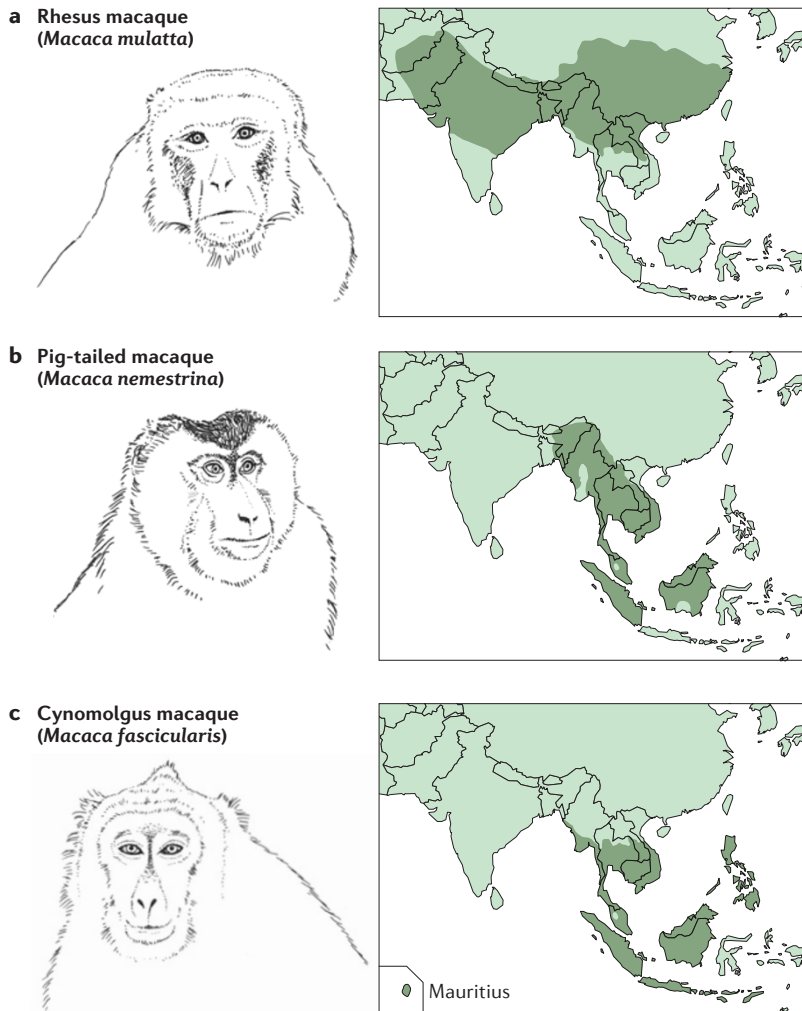 a Rhesus macaque
(Macaca mulatta)
b Pig-tailed macaque
(Macaca nemestrina)
c Cynomolgus macaque
(Macaca fascicularis)
Mauritius